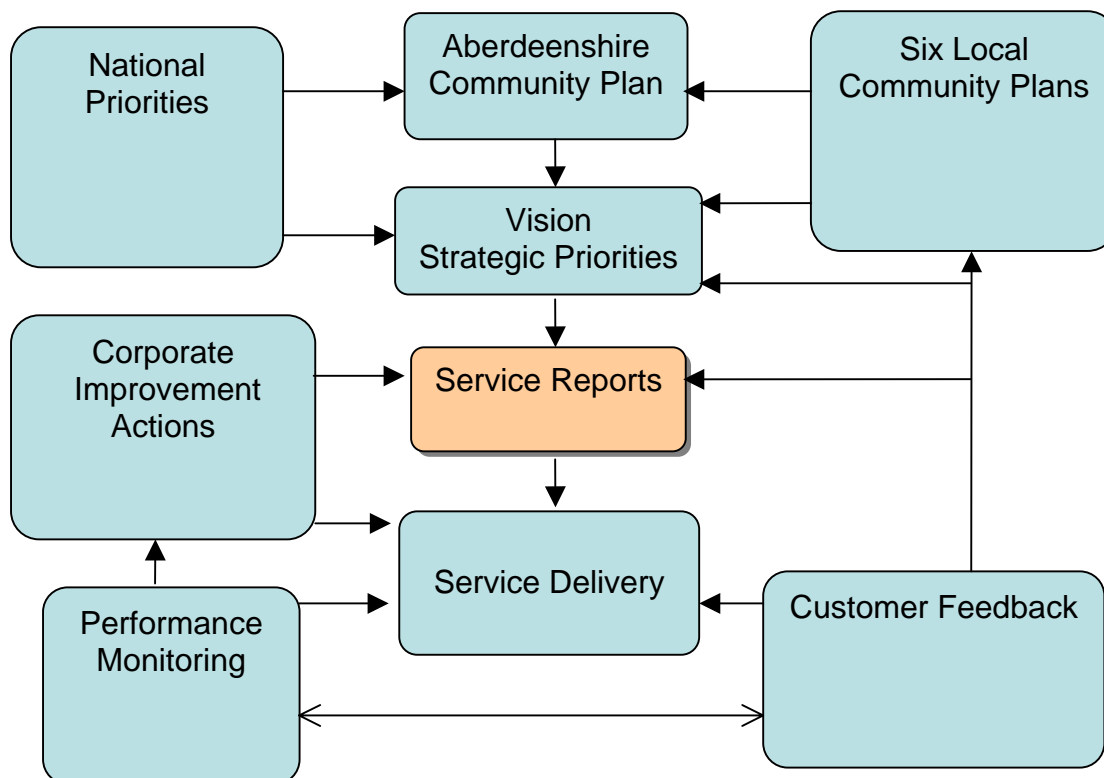 National
Priorities
Aberdeenshire
Community Plan
Six Local
Community Plans
Vision
Strategic Priorities
Corporate
Improvement
Actions
Service Reports
Service Delivery
Performance
Monitoring
Customer Feedback